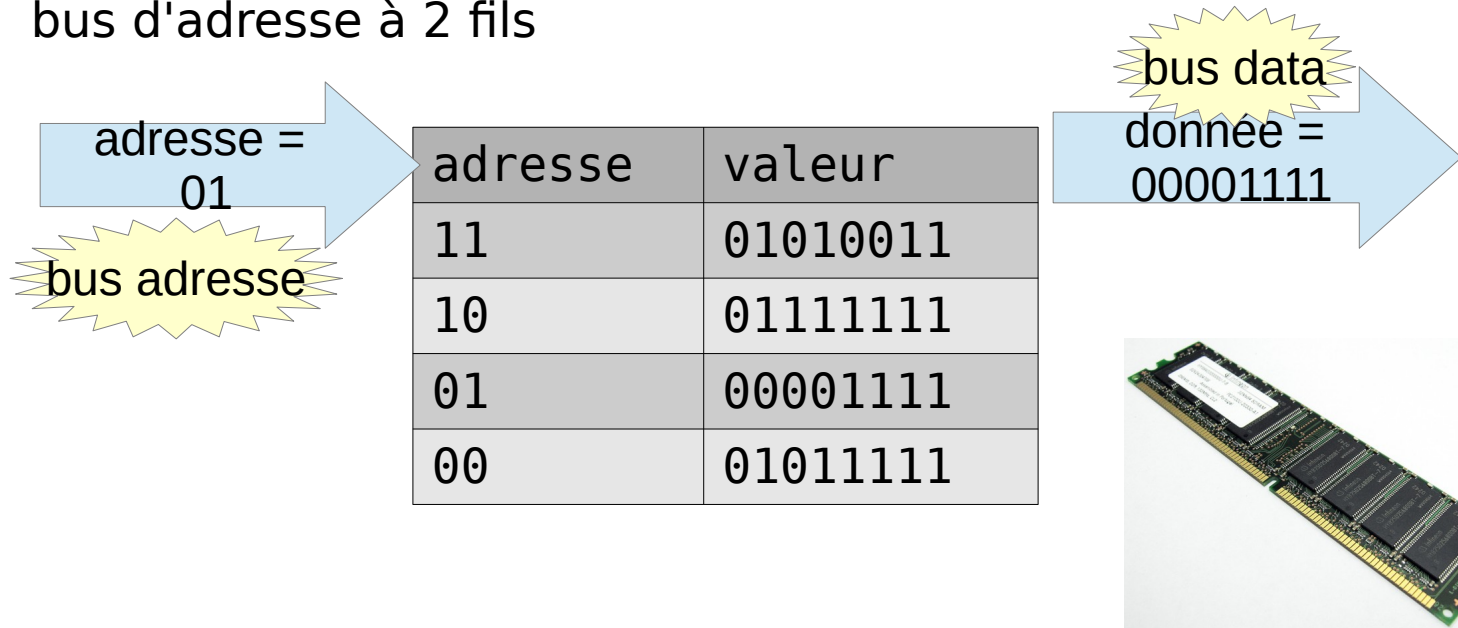 bus d'adresse à 2 fils
bus data
adresse =
01
donnée =
00001111
bus adresse
adresse valeur
11 01010011
10 01111111
01 00001111
00 01011111